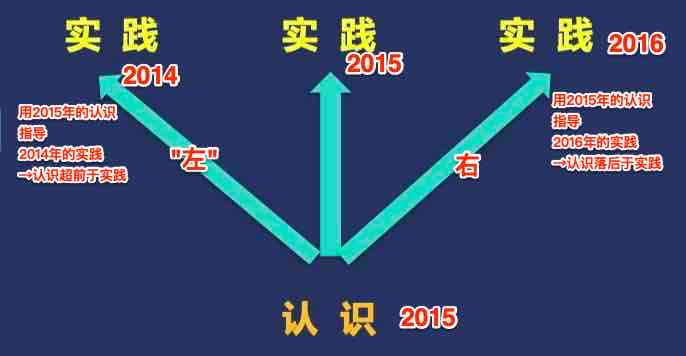 实践
2014
实践
2015
实践 2016
用2015年的认识
指导
2014年的实践
→认识超前于实践
"左"
右
用2015年的认识
指导
2016年的实践
→认识落后于实践
认识 2015